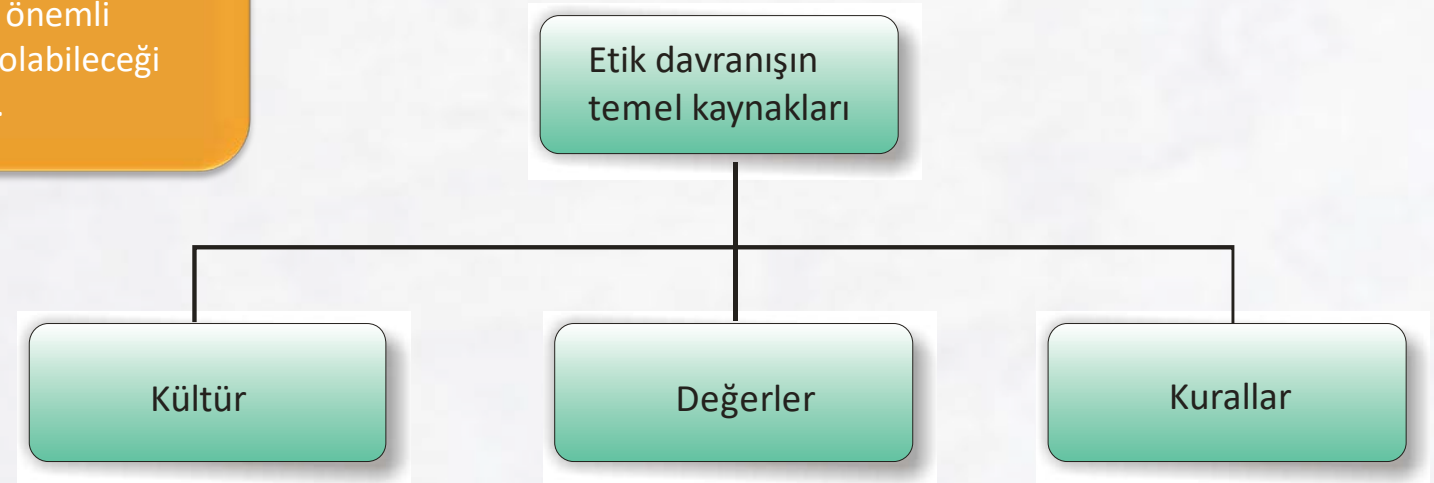 önemli
olabileceği
.
Etik davranışın
temel kaynakları
Kültür
Değerler
Kurallar